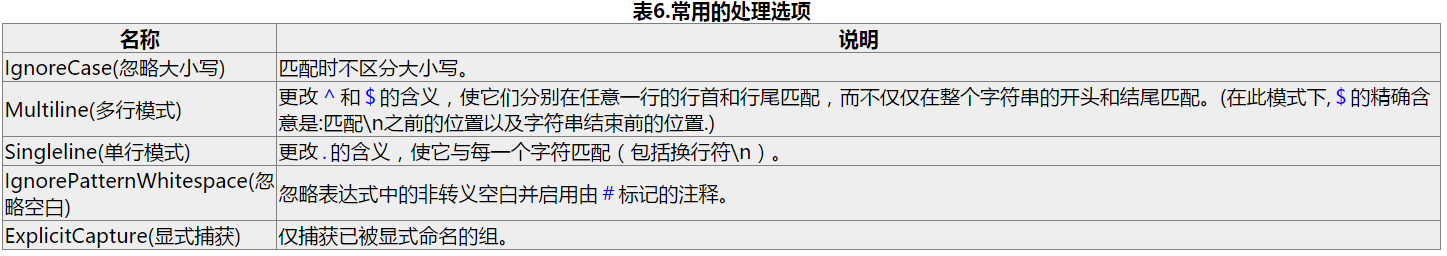 表6.常用的处理选项
名称 说明
IgnoreCase(忽略大小写) 匹配时不区分大小写。
Multiline(多行模式) 更改^和$的含义，使它们分别在任意一行的行首和行尾匹配，而不仅仅在整个字符串的开头和结尾匹配。(在此模式下,$的精确含
意是:匹配\n之前的位置以及字符串结束前的位置.)
Singleline(单行模式) 更改.的含义，使它与每一个字符匹配（包括换行符\n）。
IgnorePatternWhitespace(忽
略空白) 忽略表达式中的非转义空白并启用由#标记的注释。
ExplicitCapture(显式捕获) 仅捕获已被显式命名的组。